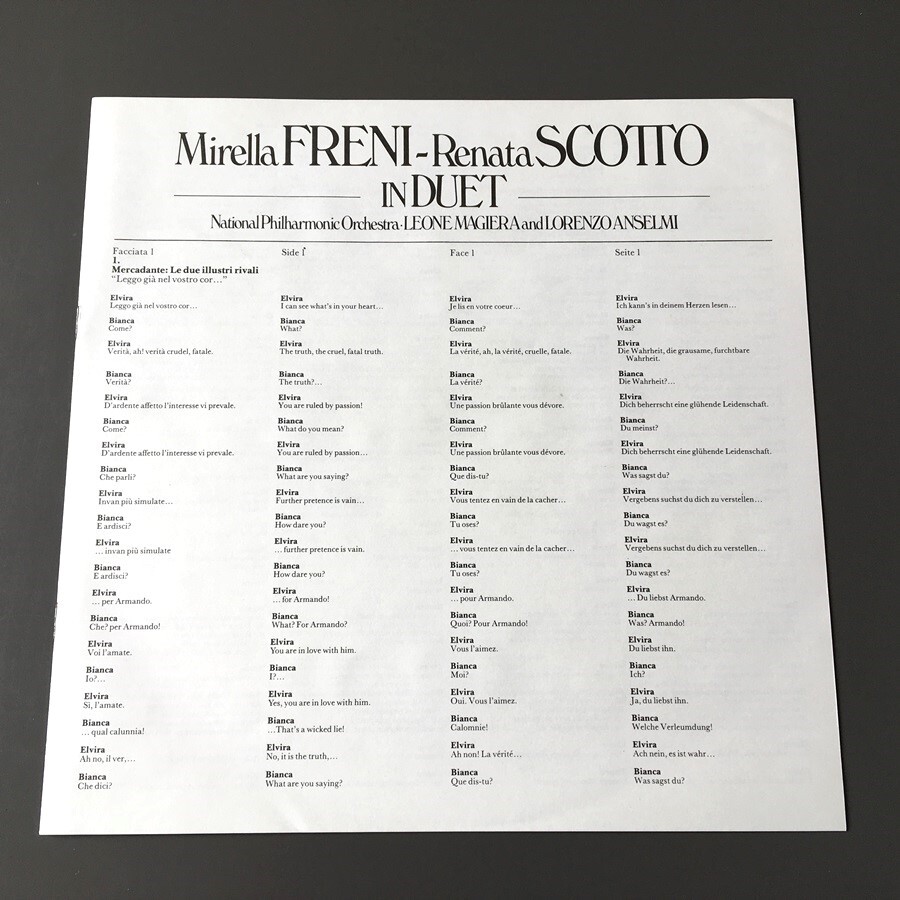 Mirella FRENI-Renata SCOTTO
IN DUET
National Philharmonic Orchestra·LEONE MAGIERA and LORENZO ANSELMI
Facciata 1
1.
Mercadante: Le due illustri rivali
"Leggo già nel vostro cor..."
Elvira
Leggo già nel vostro cor...
Bianca
Come?
Elvira
Verità, ah! verità crudel, fatale.
Bianca
Verità?
Elvira
D'ardente affetto l'interesse vi prevale.
Bianca
Come?
Elvira
D'ardente affetto l'interesse vi prevale.
Bianca
Che parli?
Elvira
Invan più simulate...
Bianca
E ardisci?
Elvira
...invan più simulate
Bianca
E ardisci?
Elvira
...per Armando.
Bianca
Che? per Armando!
Elvira
Voi l'amate.
Bianca
Io?...
Elvira
Sì, l'amate.
Bianca
...qual calunnia!
Elvira
Ah no, il ver,...
Bianca
Che dici?
Side 1
Elvira
I can see what's in your heart...
Bianca
What?
Elvira
The truth, the cruel, fatal truth.
Bianca
The truth?...
Elvira
You are ruled by passion!
Bianca
What do you mean?
Elvira
You are ruled by passion...
Bianca
What are you saying?
Elvira
Further pretence is vain...
Bianca
How dare you?
Elvira
...further pretence is vain.
Bianca
How dare you?
Elvira
...for Armando!
Bianca
What? For Armando?
Elvira
You are in love with him.
Bianca
I?...
Elvira
Yes, you are in love with him.
Bianca
...That's a wicked lie!
Elvira
No, it is the truth,...
Bianca
What are you saying?
Face 1
Elvira
Je lis en votre coeur...
Bianca
Comment?
Elvira
La vérité, ah, la vérité, cruelle, fatale.
Bianca
La vérité?
Elvira
Une passion brûlante vous dévore.
Bianca
Comment?
Elvira
Une passion brûlante vous dévore.
Bianca
Que dis-tu?
Elvira
Vous tentez en vain de la cacher...
Bianca
Tu oses?
Elvira
...vous tentez en vain de la cacher...
Bianca
Tu oses?
Elvira
...pour Armando.
Bianca
Quoi? Pour Armando!
Elvira
Vous l'aimez.
Bianca
Moi?
Elvira
Oui. Vous l'aimez.
Bianca
Calomnie!
Elvira
Ah non! La vérité...
Bianca
Que dis-tu?
Seite 1
Elvira
Ich kann's in deinem Herzen lesen...
Bianca
Was?
Elvira
Die Wahrheit, die grausame, furchtbare
Wahrheit.
Bianca
Die Wahrheit?...
Elvira
Dich beherrscht eine glühende Leidenschaft.
Bianca
Du meinst?
Elvira
Dich beherrscht eine glühende Leidenschaft.
Bianca
Was sagst du?
Elvira
Vergebens suchst du dich zu verstellen...
Bianca
Du wagst es?
Elvira
Vergebens suchst du dich zu verstellen...
Bianca
Du wagst es?
Elvira
...Du liebst Armando.
Bianca
Was? Armando!
Elvira
Du liebst ihn.
Bianca
Ich?
Elvira
Ja, du liebst ihn.
Bianca
Welche Verleumdung!
Elvira
Ach nein, es ist wahr...
Bianca
Was sagst du?